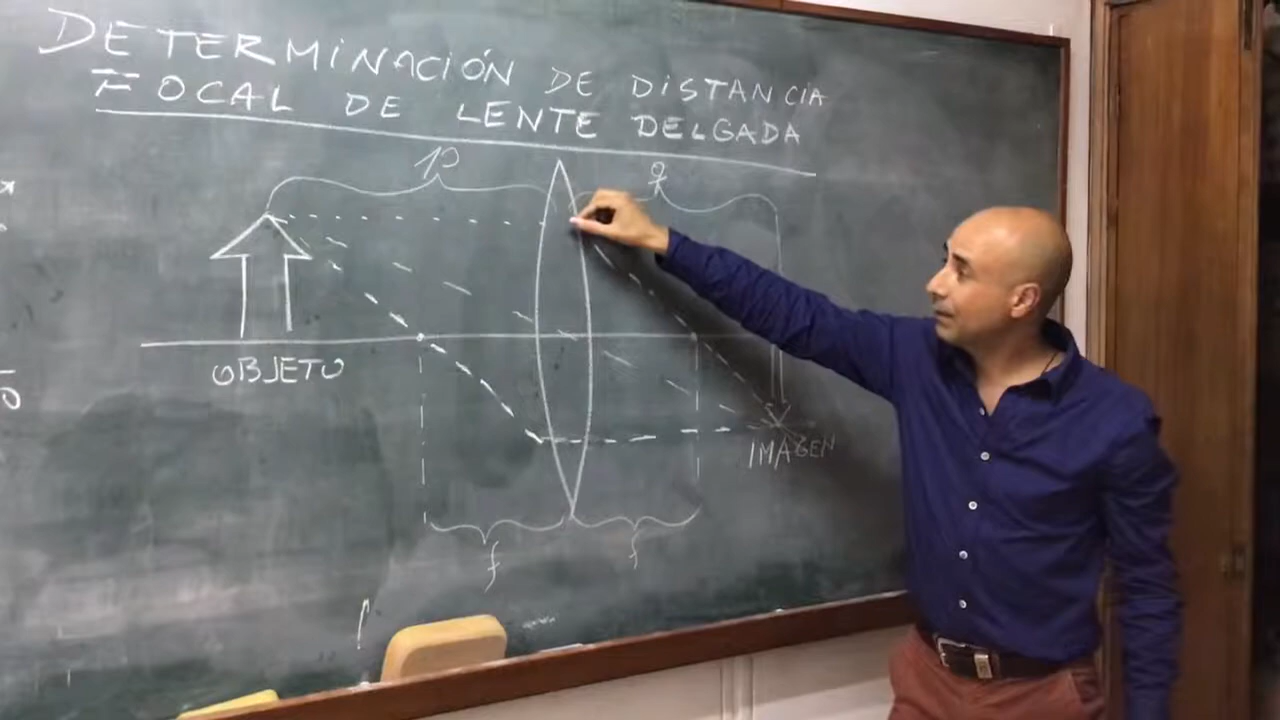 DETERMINACIÓN DE DISTANCIA
FOCAL DE LENTE DELGADA
p q
OBJETO
IMAGEN
f f